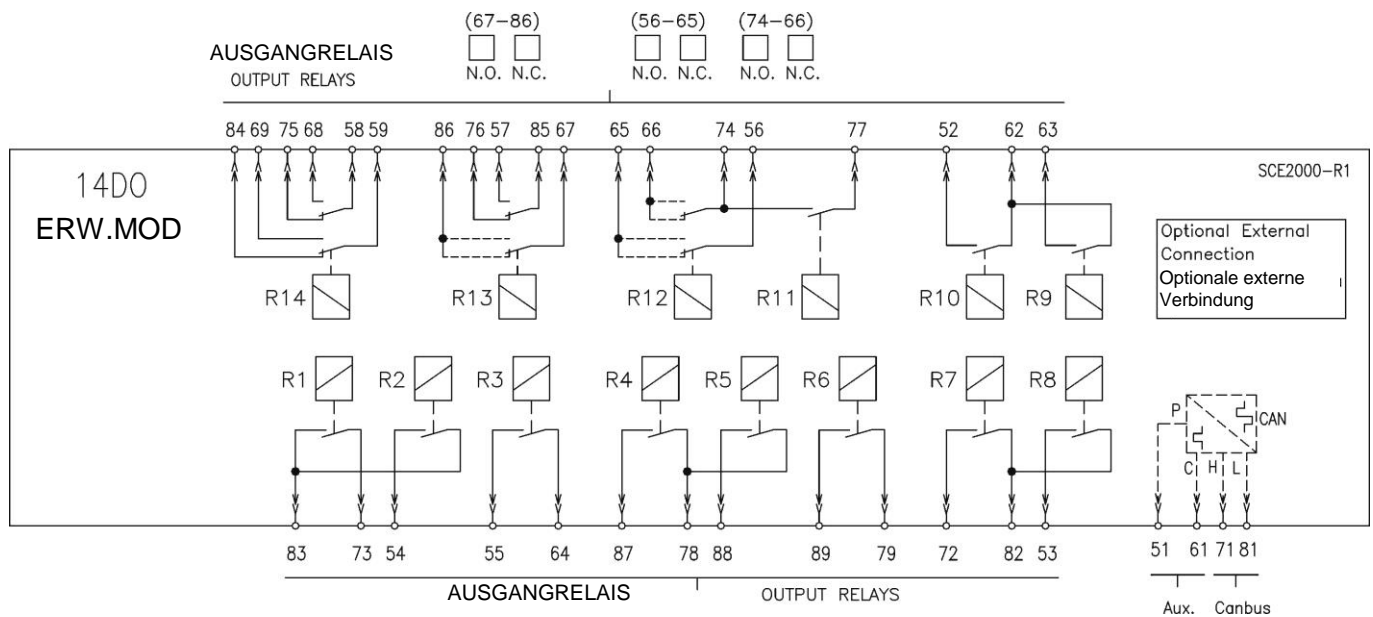 (67-86) (56-65) (74-66)
AUSGANGRELAIS
N.O. N.C. N.O. N.C. N.O. N.C.
OUTPUT RELAYS
84 69 75 68 58 59 86 76 57 85 67 65 66 74 56 77 52 62 63
14DO
ERW.MOD
SCE2000-R1
Optional External
Connection
Optionale externe
Verbindung
R14 R13 R12 R11 R10 R9
R1 R2 R3 R4 R5 R6 R7 R8
P CAN
C H L
83 73 54 55 64 87 78 88 89 79 72 82 53 51 61 71 81
AUSGANGRELAIS OUTPUT RELAYS
Aux. Canbus